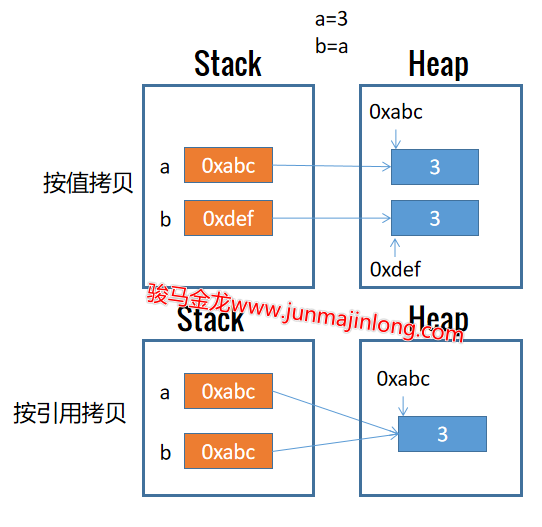 a=3
b=a
Stack
Heap
0xabc
a
0xabc
3
按值拷贝
b
0xdef
3
0xdef
骏马金龙www.junmajinlong.com
Stack
Heap
0xabc
a
0xabc
按引用拷贝
3
b
0xabc